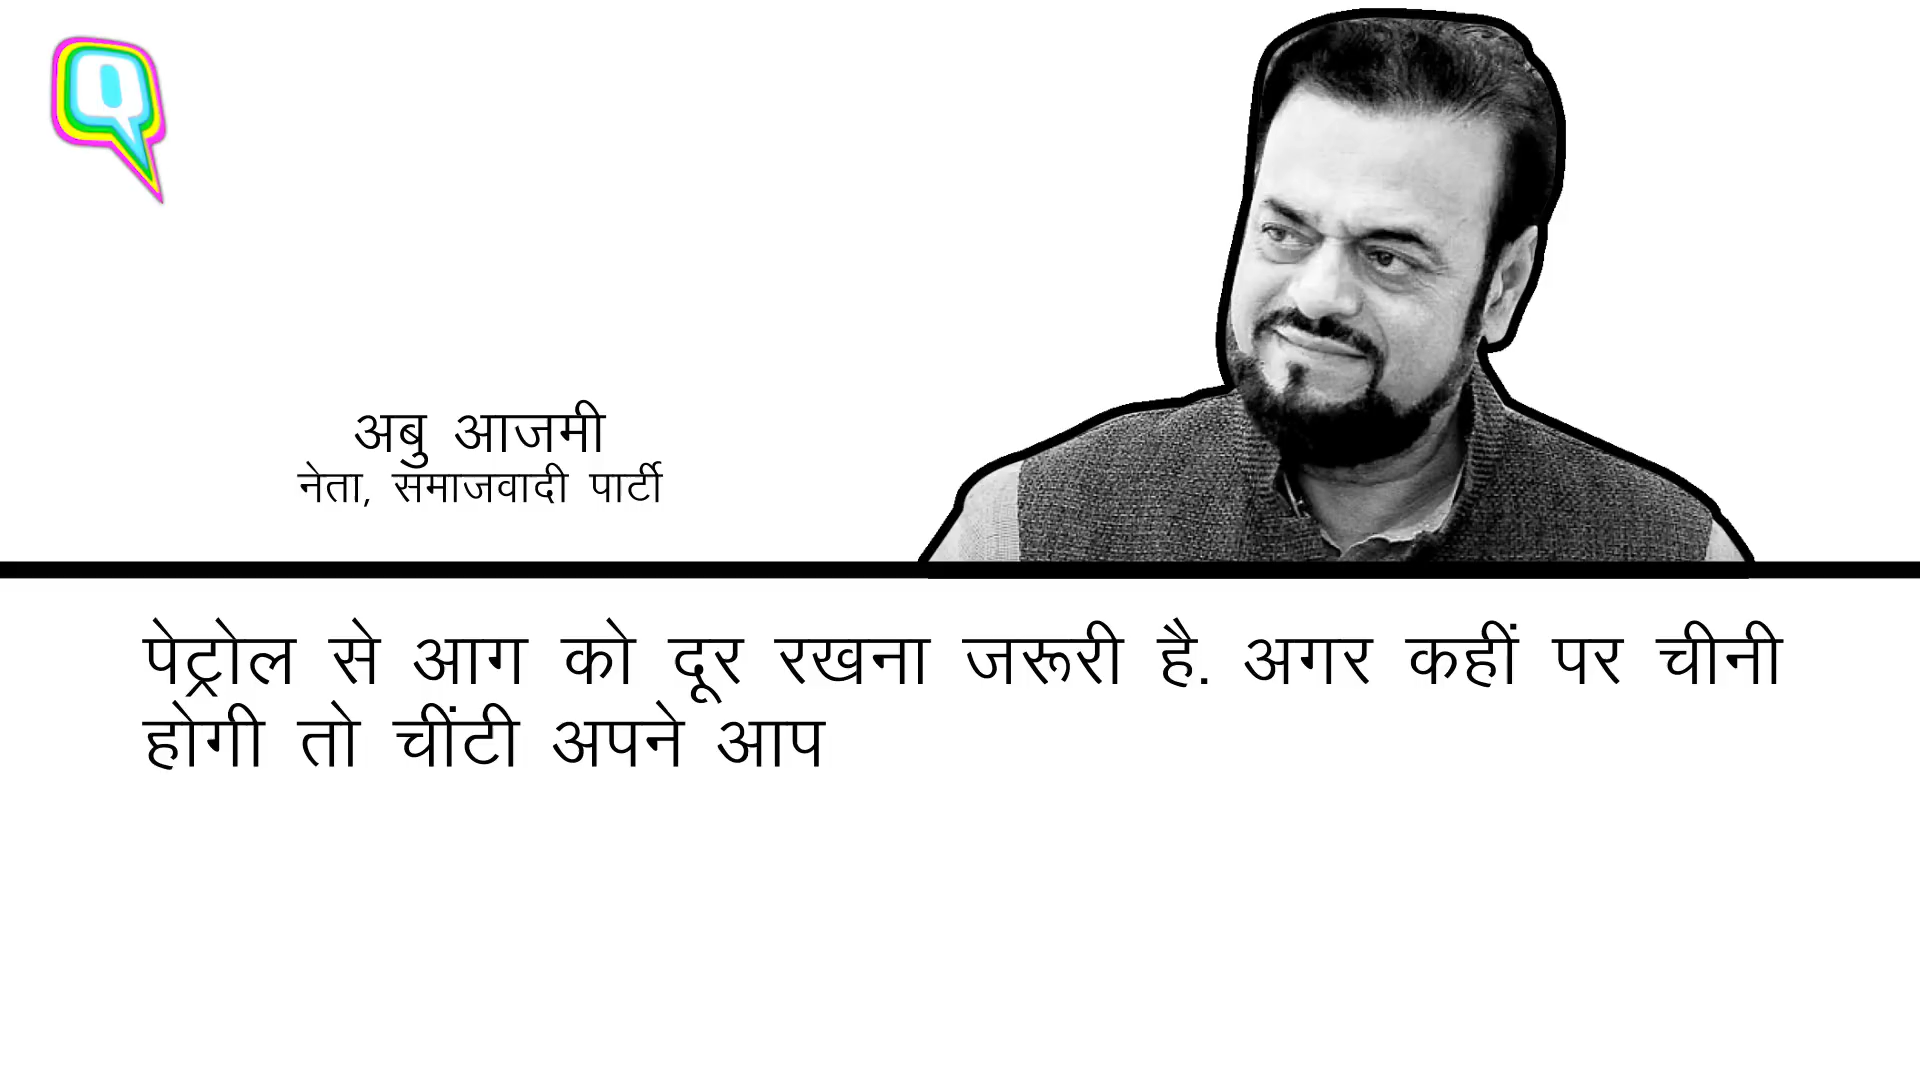 अबु आजमी
नेता, समाजवादी पार्टी
पेट्रोल से आग को दूर रखना जरूरी है. अगर कहीं पर चीनी
होगी तो चींटी अपने आप